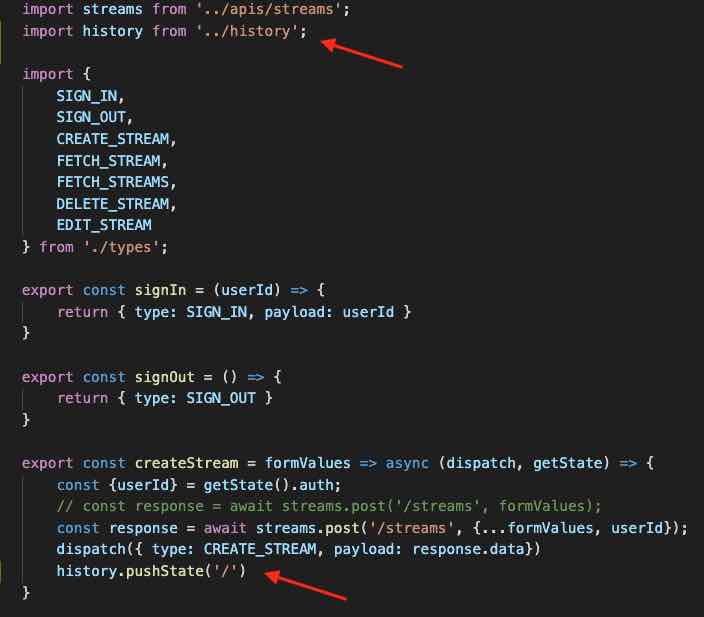 import streams from '../apis/streams';
import history from '../history';
import {
SIGN_IN,
SIGN_OUT,
CREATE_STREAM,
FETCH_STREAM,
FETCH_STREAMS,
DELETE_STREAM,
EDIT_STREAM
} from './types';
export const signIn = (userId) => {
return { type: SIGN_IN, payload: userId }
}
export const signOut = () => {
return { type: SIGN_OUT }
}
export const createStream = formValues => async (dispatch, getState) => {
const {userId} = getState().auth;
// const response = await streams.post('/streams', formValues);
const response = await streams.post('/streams', {...formValues, userId});
dispatch({ type: CREATE_STREAM, payload: response.data})
history.pushState('/')
}